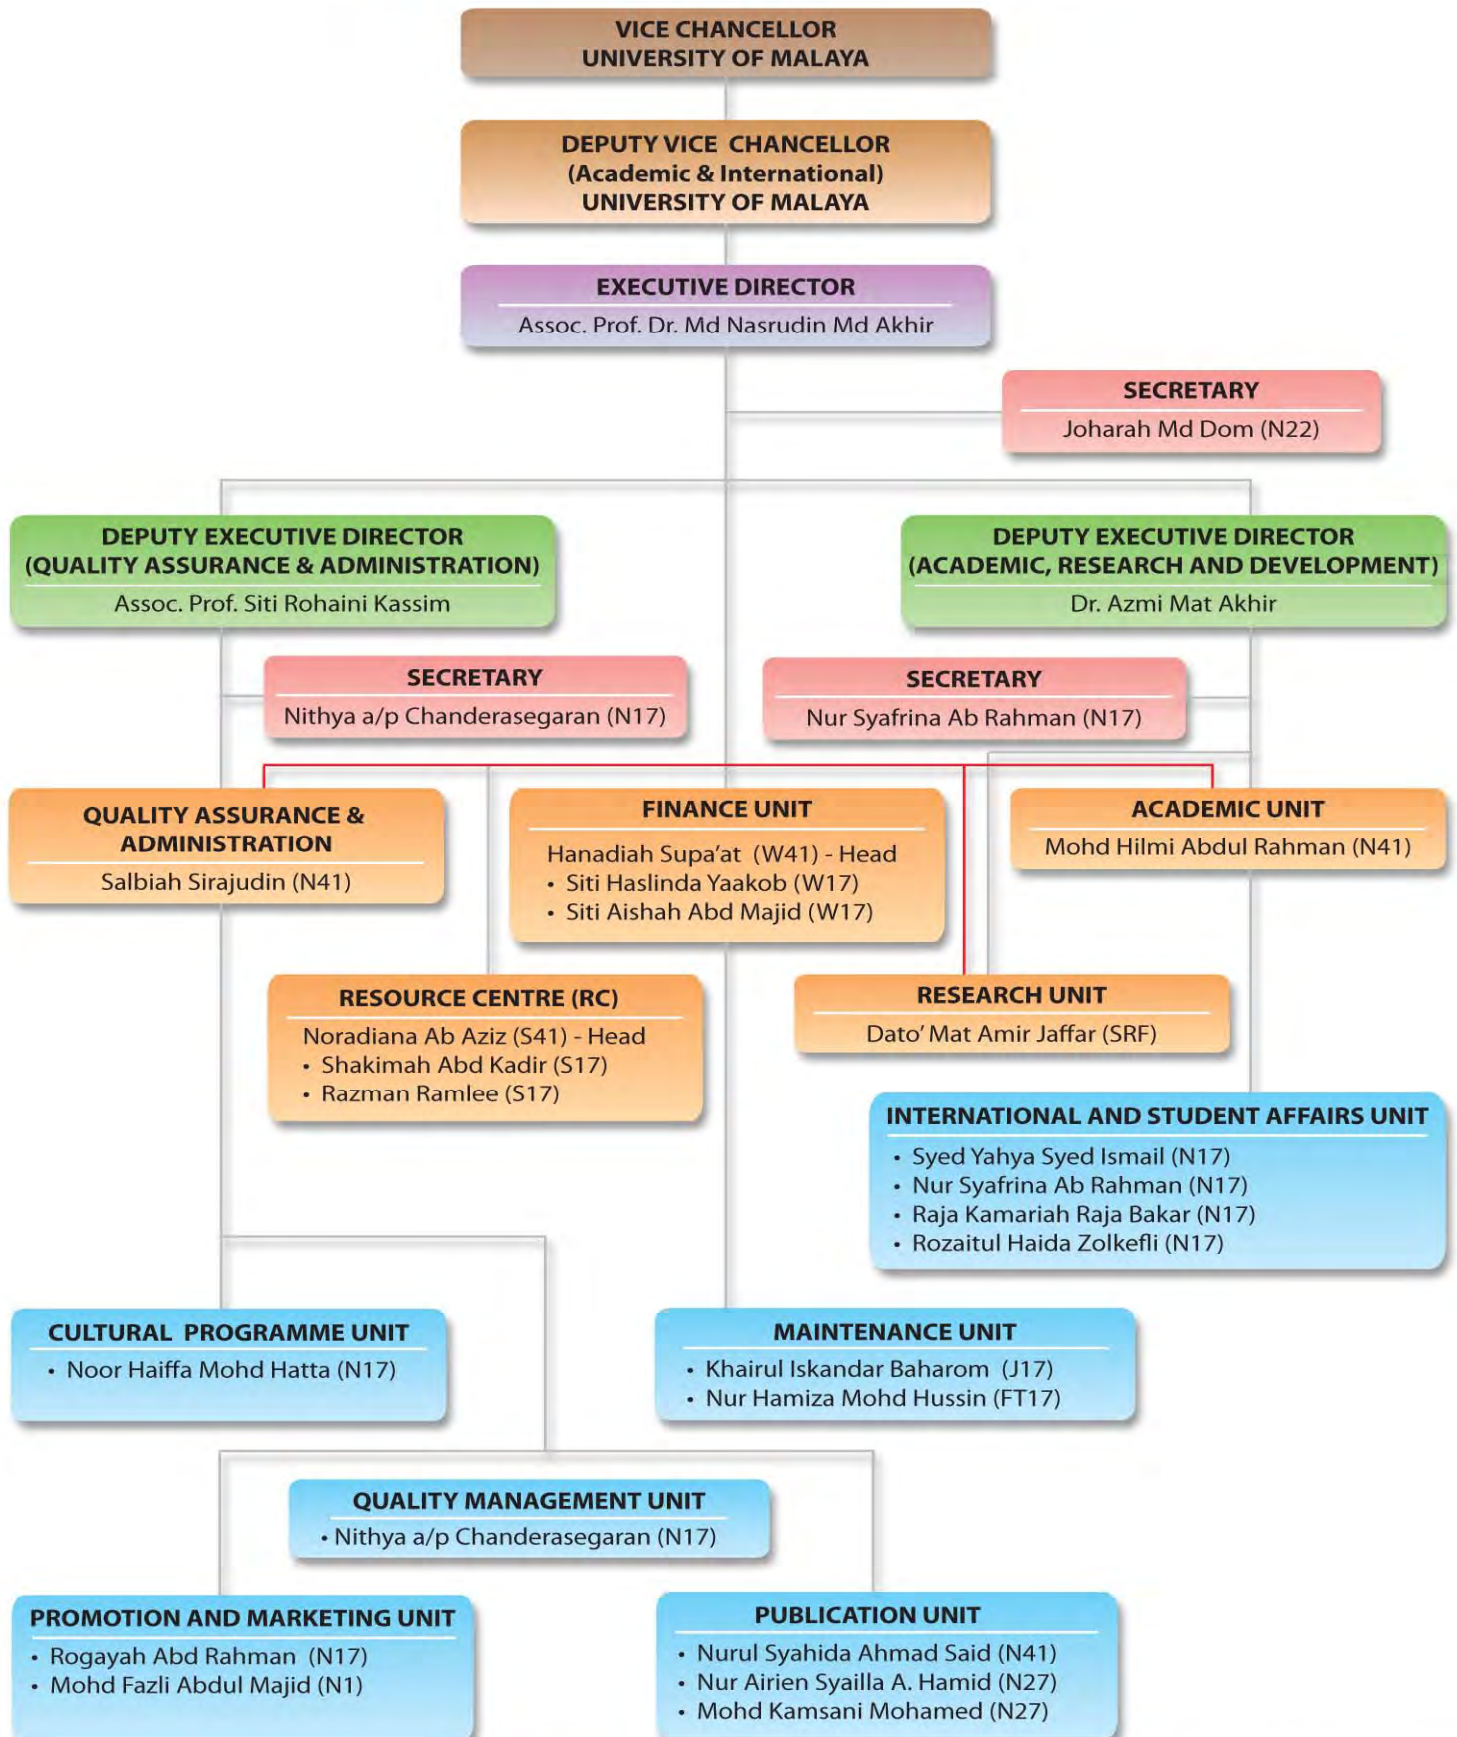 VICE CHANCELLOR
UNIVERSITY OF MALAYA
DEPUTY VICE CHANCELLOR
(Academic & International)
UNIVERSITY OF MALAYA
EXECUTIVE DIRECTOR
Assoc. Prof. Dr. Md Nasrudin Md Akhir
SECRETARY
Joharah Md Dom (N22)
DEPUTY EXECUTIVE DIRECTOR
(QUALITY ASSURANCE & ADMINISTRATION)
Assoc. Prof. Siti Rohaini Kassim
DEPUTY EXECUTIVE DIRECTOR
(ACADEMIC, RESEARCH AND DEVELOPMENT)
Dr. Azmi Mat Akhir
SECRETARY
Nithya a/p Chanderasegaran (N17)
SECRETARY
Nur Syafrina Ab Rahman (N17)
QUALITY ASSURANCE &
ADMINISTRATION
Salbiah Sirajudin (N41)
FINANCE UNIT
Hanadiah Supa'at (W41) - Head
• Siti Haslinda Yaakob (W17)
• Siti Aishah Abd Majid (W17)
ACADEMIC UNIT
Mohd Hilmi Abdul Rahman (N41)
RESOURCE CENTRE (RC)
Noradiana Ab Aziz (S41) - Head
• Shakimah Abd Kadir (S17)
• Razman Ramlee (S17)
RESEARCH UNIT
Dato' Mat Amir Jaffar (SRF)
INTERNATIONAL AND STUDENT AFFAIRS UNIT
• Syed Yahya Syed Ismail (N17)
• Nur Syafrina Ab Rahman (N17)
• Raja Kamariah Raja Bakar (N17)
• Rozaitul Haida Zolkefli (N17)
CULTURAL PROGRAMME UNIT
• Noor Haiffa Mohd Hatta (N17)
MAINTENANCE UNIT
• Khairul Iskandar Baharom (J17)
• Nur Hamiza Mohd Hussin (FT17)
QUALITY MANAGEMENT UNIT
• Nithya a/p Chanderasegaran (N17)
PROMOTION AND MARKETING UNIT
• Rogayah Abd Rahman (N17)
• Mohd Fazli Abdul Majid (N1)
PUBLICATION UNIT
• Nurul Syahida Ahmad Said (N41)
• Nur Airien Syailla A. Hamid (N27)
• Mohd Kamsani Mohamed (N27)